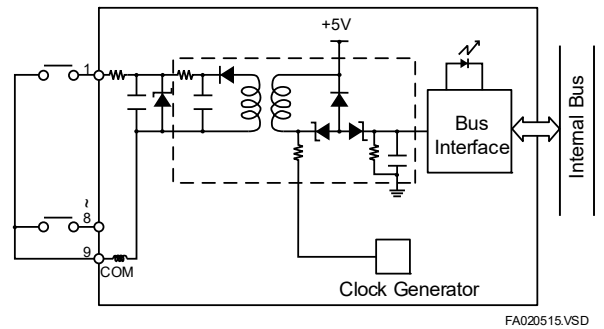 +5V
1
Bus
Interface
Internal Bus
~
8
9
COM
Clock Generator
FA020515.VSD